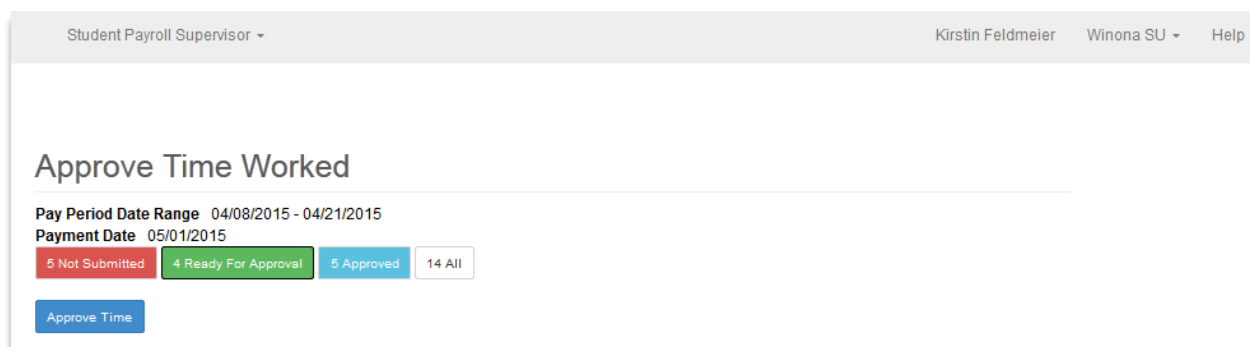 Student Payroll Supervisor Kirstin Feldmeier Winona SU Help
Approve Time Worked
Pay Period Date Range 04/08/2015 - 04/21/2015
Payment Date 05/01/2015
5 Not Submitted 4 Ready For Approval 5 Approved 14 All
Approve Time